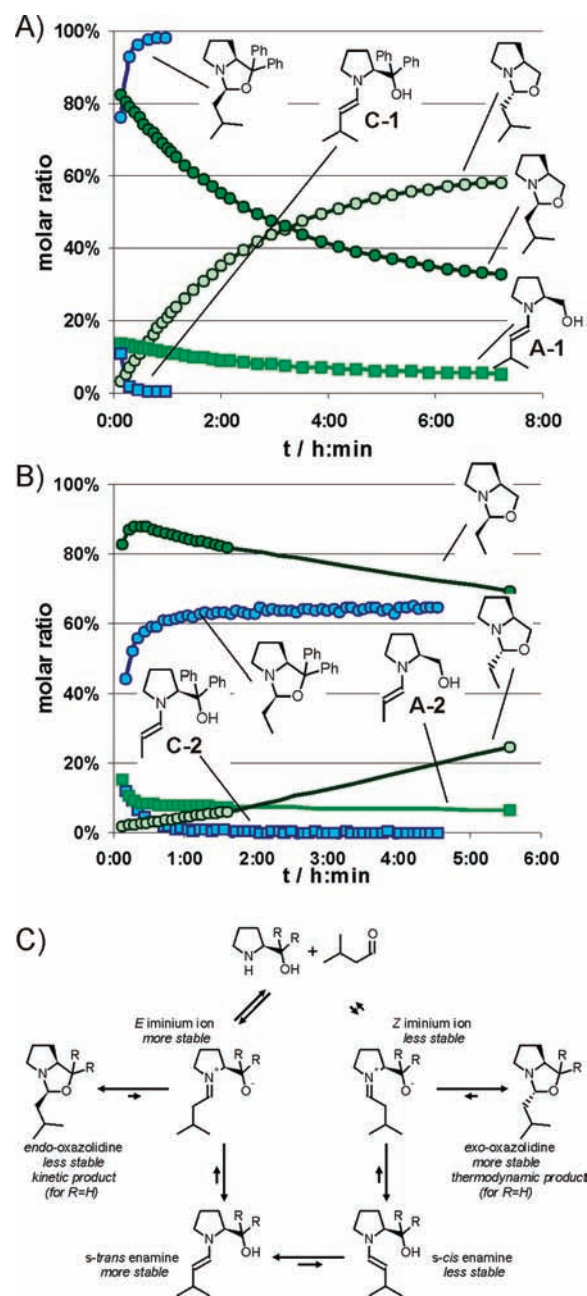 A)
100%
80%
60%
40%
20%
0%
molar ratio
0:00
2:00
4:00
6:00
8:00
t / h:min
Ph
Ph
N
O
Ph
Ph
N
OH
C-1
N
O
N
O
N
OH
A-1
B)
100%
80%
60%
40%
20%
0%
molar ratio
0:00
1:00
2:00
3:00
4:00
5:00
6:00
t / h:min
N
O
N
O
Ph
Ph
N
OH
C-2
Ph
Ph
N
O
N
OH
A-2
C)
R
R
N
H
OH
+
O
E iminium ion
more stable
Z iminium ion
less stable
R
R
N
O
R
R
N+
O-
R
R
N+
O-
R
R
N
O
endo-oxazolidine
less stable
kinetic product
(for R=H)
exo-oxazolidine
more stable
thermodynamic product
(for R=H)
R
R
N
OH
R
R
N
OH
s-trans enamine
more stable
s-cis enamine
less stable